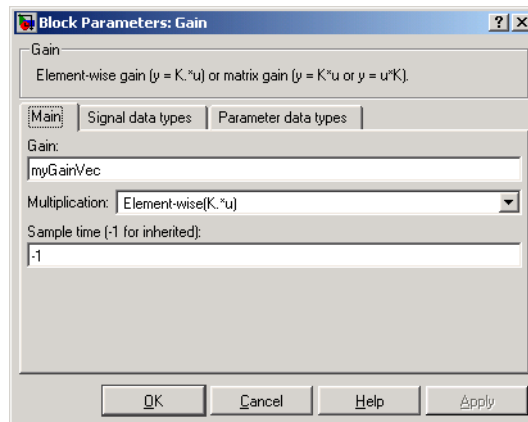 Block Parameters: Gain
Gain
Element-wise gain (y = K.*u) or matrix gain (y = K*u or y = u*K).
Main Signal data types Parameter data types
Gain:
myGainVec
Multiplication: Element-wise(K.*u)
Sample time (-1 for inherited):
-1
OK Cancel Help Apply